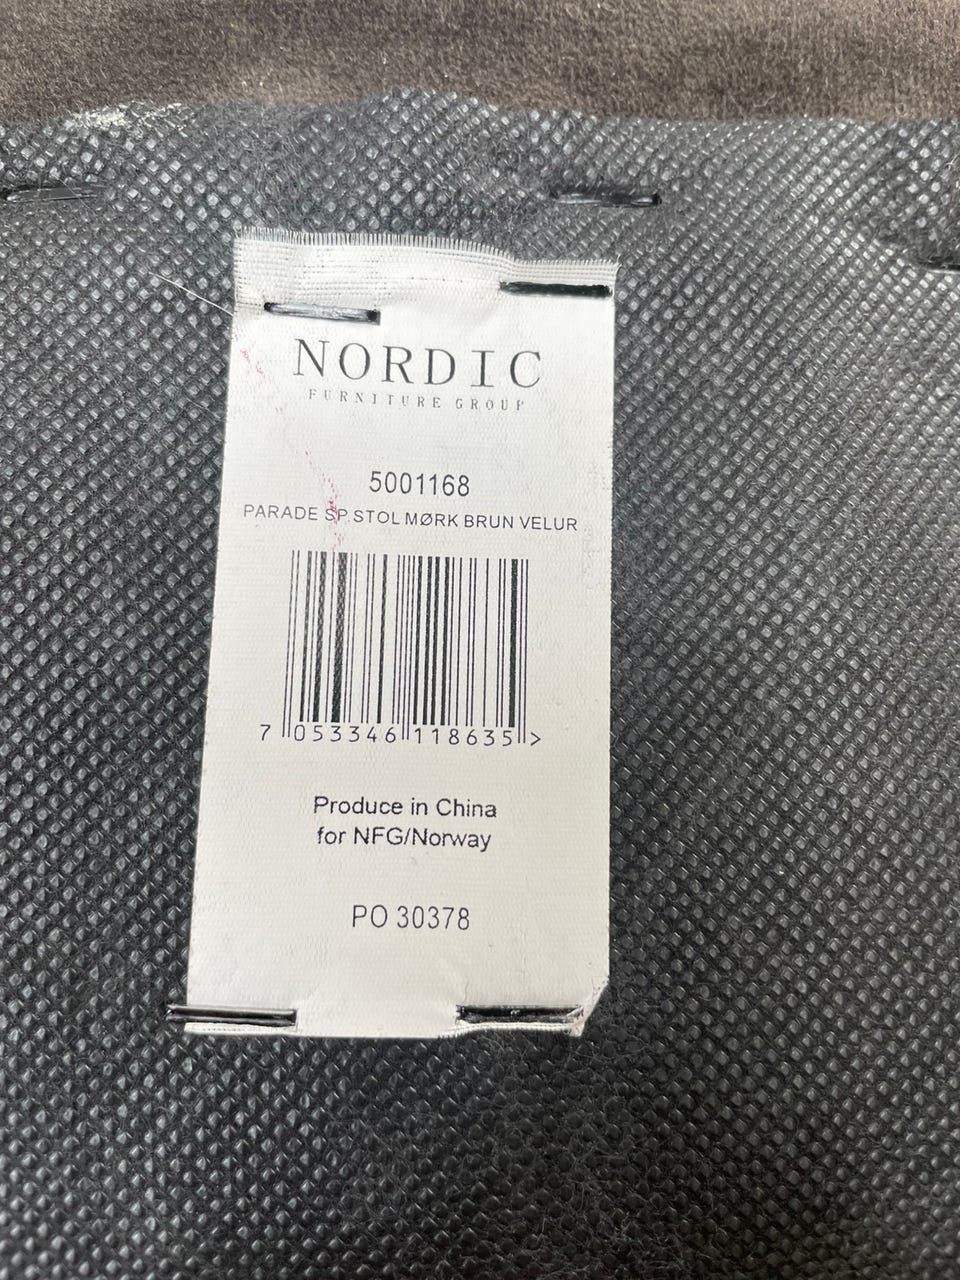 NORDIC
FURNITURE GROUP
5001168
PARADE SP.STOL MØRK BRUN VELUR
7 053346 118635 >
Produce in China
for NFG/Norway
PO 30378